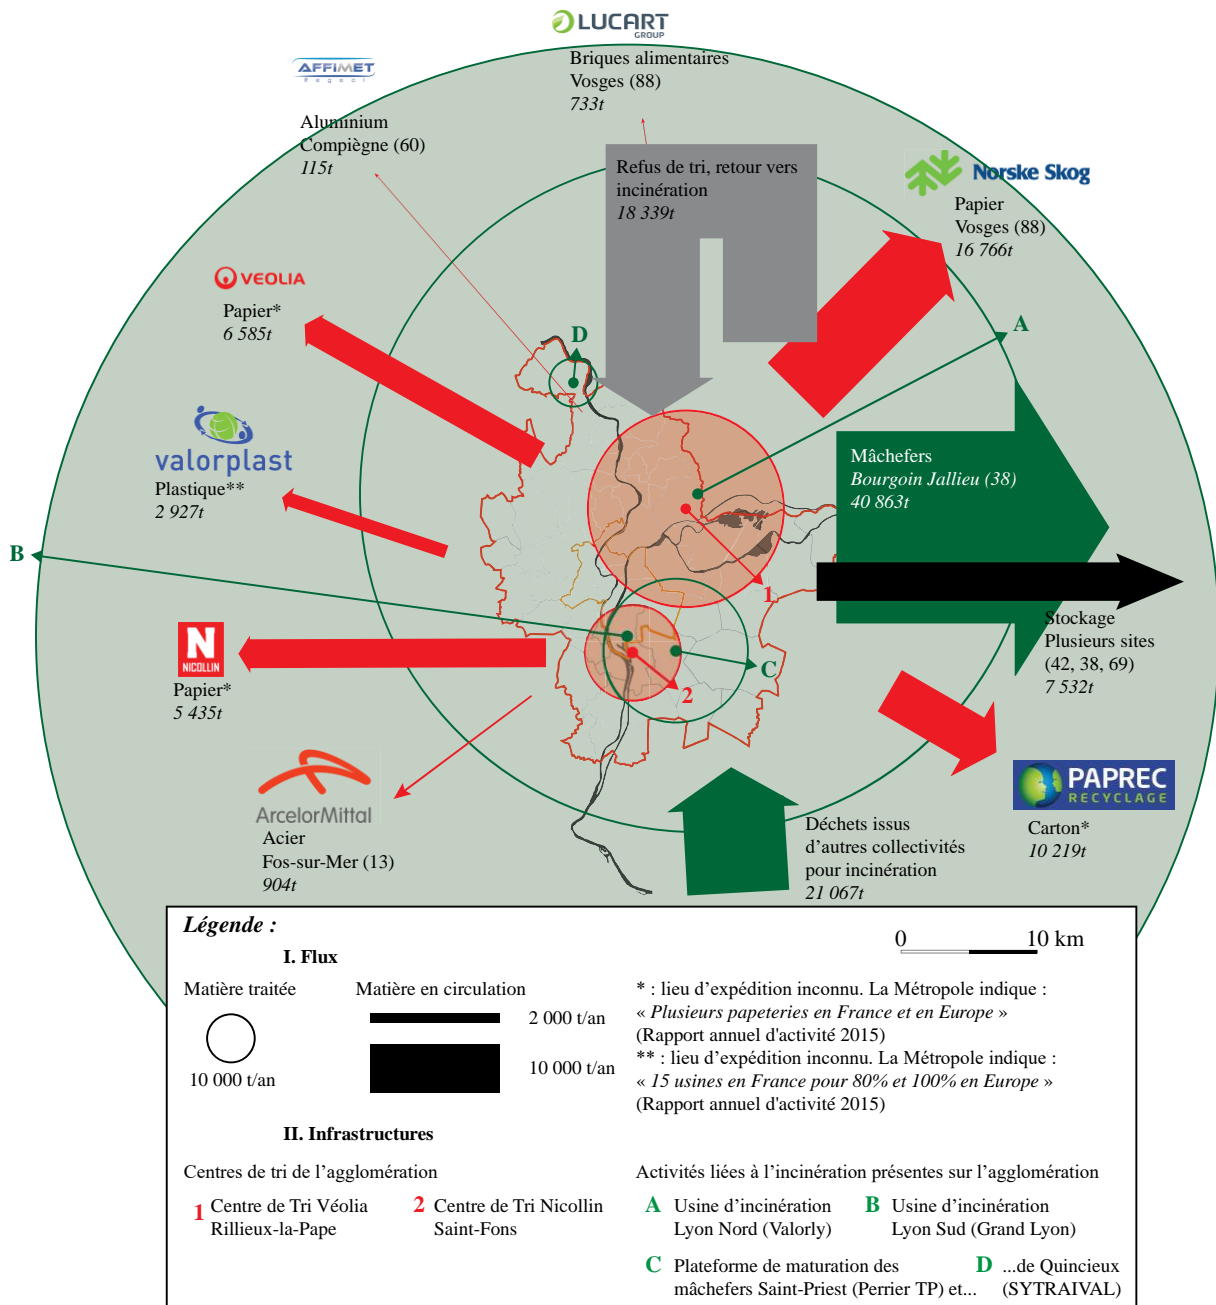 LUCART
GROUP
Briques alimentaires
Vosges (88)
733t
AFFIMET
Regeal
Aluminium
Compiègne (60)
115t
Refus de tri, retour vers
incinération
18 339t
Norske Skog
Papier
Vosges (88)
16 766t
VEOLIA
Papier*
6 585t
D
A
valorplast
Plastique**
2 927t
Mâchefers
Bourgoin Jallieu (38)
40 863t
B
1
Stockage
Plusieurs sites
(42, 38, 69)
7 532t
N
NICOLLIN
Papier*
5 435t
C
2
ArcelorMittal
Acier
Fos-sur-Mer (13)
904t
PAPREC
RECYCLAGE
Carton*
10 219t
Déchets issus
d’autres collectivités
pour incinération
21 067t
Légende :
0 10 km
I. Flux
Matière traitée
10 000 t/an
Matière en circulation
2 000 t/an
10 000 t/an
* : lieu d’expédition inconnu. La Métropole indique :
« Plusieurs papeteries en France et en Europe »
(Rapport annuel d'activité 2015)
** : lieu d’expédition inconnu. La Métropole indique :
« 15 usines en France pour 80% et 100% en Europe »
(Rapport annuel d'activité 2015)
II. Infrastructures
Centres de tri de l’agglomération
1 Centre de Tri Véolia
Rillieux-la-Pape
2 Centre de Tri Nicollin
Saint-Fons
Activités liées à l’incinération présentes sur l’agglomération
A Usine d’incinération
Lyon Nord (Valorly)
B Usine d’incinération
Lyon Sud (Grand Lyon)
C Plateforme de maturation des
mâchefers Saint-Priest (Perrier TP) et...
D ...de Quincieux
(SYTRAIVAL)